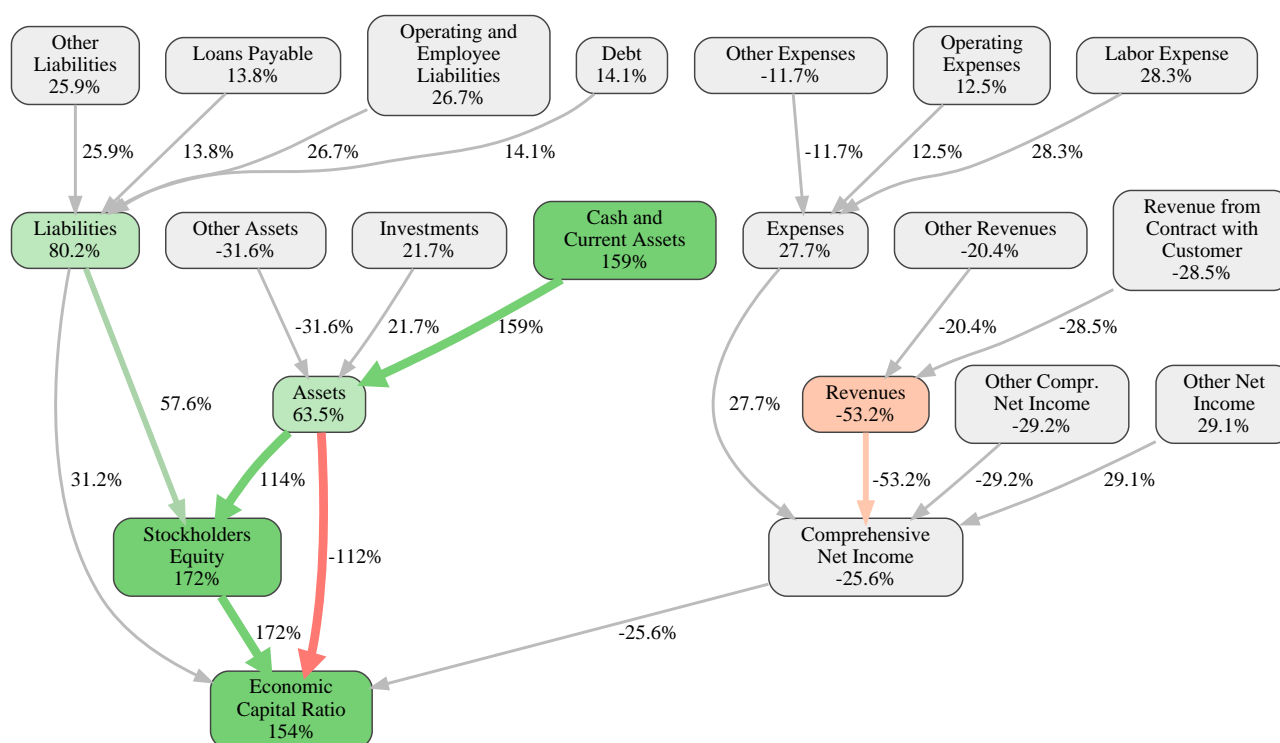 Other
Liabilities
25.9%
Loans Payable
13.8%
Operating and
Employee
Liabilities
26.7%
Debt
14.1%
Other Expenses
-11.7%
Operating
Expenses
12.5%
Labor Expense
28.3%
25.9%
13.8%
26.7%
14.1%
-11.7%
12.5%
28.3%
Liabilities
80.2%
Other Assets
-31.6%
Investments
21.7%
Cash and
Current Assets
159%
Expenses
27.7%
Other Revenues
-20.4%
Revenue from
Contract with
Customer
-28.5%
-31.6%
21.7%
159%
-20.4%
-28.5%
57.6%
Assets
63.5%
27.7%
Revenues
-53.2%
Other Compr.
Net Income
-29.2%
Other Net
Income
29.1%
31.2%
114%
-112%
-53.2%
-29.2%
29.1%
Stockholders
Equity
172%
Comprehensive
Net Income
-25.6%
172%
-25.6%
Economic
Capital Ratio
154%